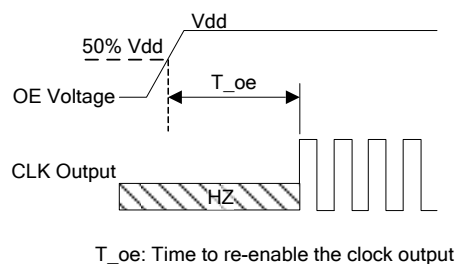 Vdd
50% Vdd
T_oe
OE Voltage
CLK Output
HZ
T_oe: Time to re-enable the clock output